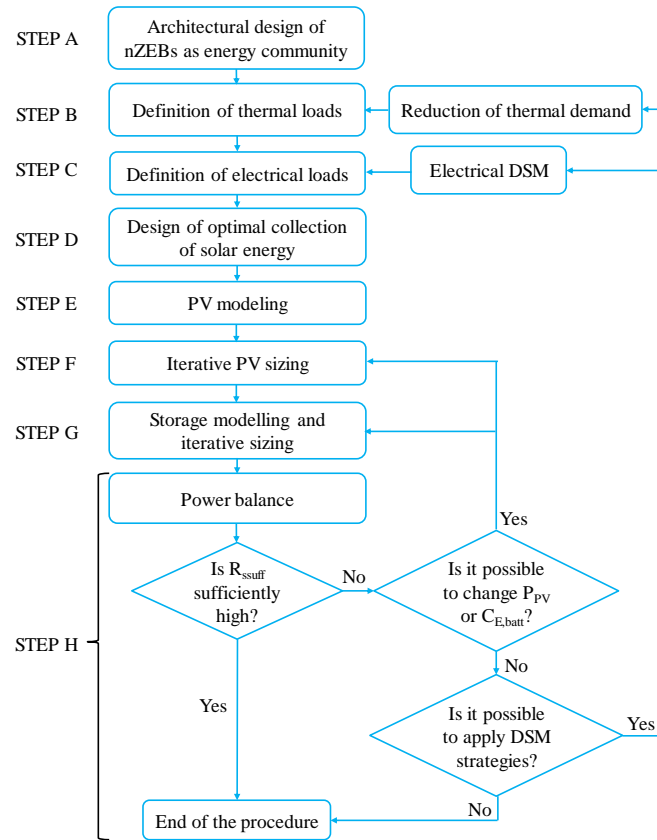 STEP A
Architectural design of
nZEBs as energy community
STEP B
Definition of thermal loads
Reduction of thermal demand
STEP C
Definition of electrical loads
Electrical DSM
STEP D
Design of optimal collection
of solar energy
STEP E
PV modeling
STEP F
Iterative PV sizing
STEP G
Storage modelling and
iterative sizing
Power balance
Yes
Is R_ssuff
sufficiently
high?
No
Is it possible
to change P_PV
or C_E,batt?
STEP H
No
Yes
Is it possible
to apply DSM
strategies?
Yes
No
End of the procedure